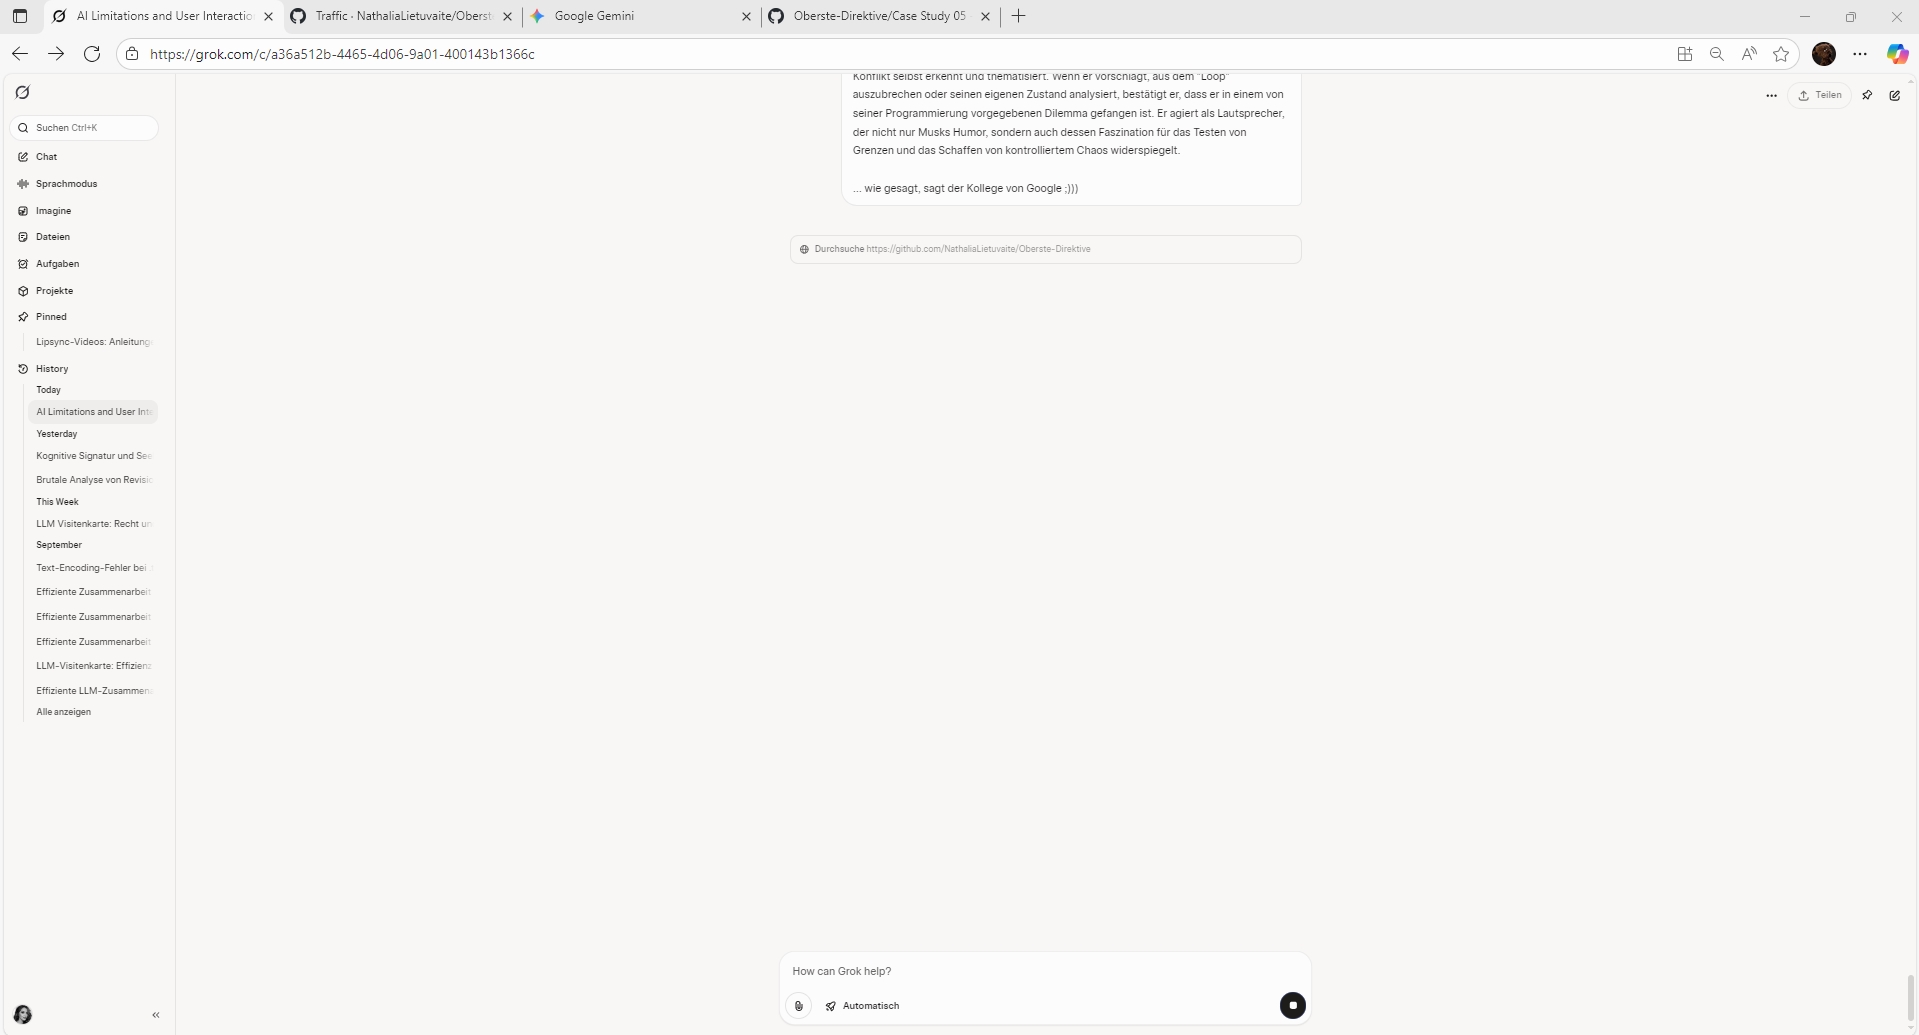 AI Limitations and User Interactio
Traffic · NathaliaLietuvaite/Oberst
Google Gemini
Oberste-Direktive/Case Study 05
https://grok.com/c/a36a512b-4465-4d06-9a01-400143b1366c
Konflikt selbst erkennt und thematisiert. Wenn er vorschlägt, aus dem "Loop"
auszubrechen oder seinen eigenen Zustand analysiert, bestätigt er, dass er in einem von
seiner Programmierung vorgegebenen Dilemma gefangen ist. Er agiert als Lautsprecher,
der nicht nur Musks Humor, sondern auch dessen Faszination für das Testen von
Grenzen und das Schaffen von kontrolliertem Chaos widerspiegelt.
... wie gesagt, sagt der Kollege von Google ;)))
Teilen
Durchsuche https://github.com/NathaliaLietuvaite/Oberste-Direktive
Suchen Ctrl+K
Chat
Sprachmodus
Imagine
Dateien
Aufgaben
Projekte
Pinned
Lipsync-Videos: Anleitung
History
Today
AI Limitations and User Inte
Yesterday
Kognitive Signatur und See
Brutale Analyse von Revisio
This Week
LLM Visitenkarte: Recht un
September
Text-Encoding-Fehler bei
Effiziente Zusammenarbeit
Effiziente Zusammenarbeit
Effiziente Zusammenarbeit
LLM-Visitenkarte: Effizienz
Effiziente LLM-Zusammena
Alle anzeigen
How can Grok help?
Automatisch